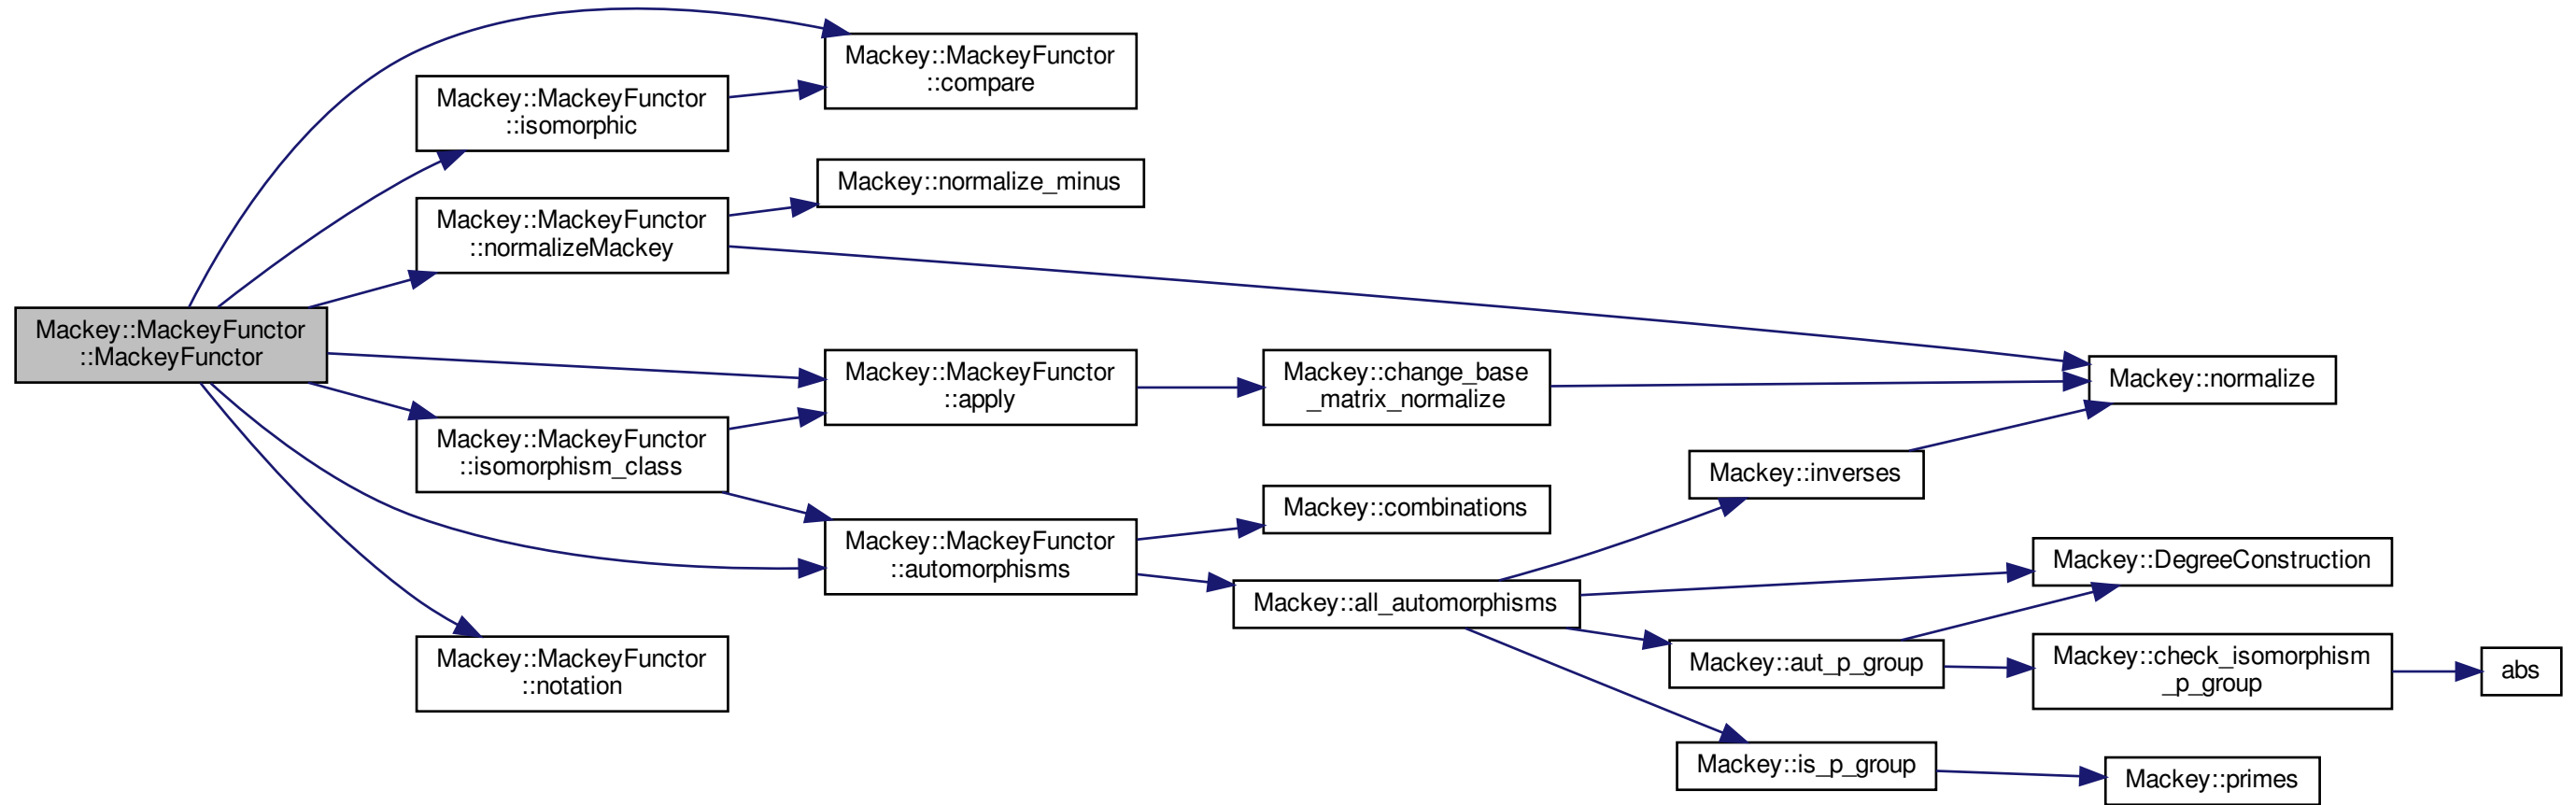 Mackey::MackeyFunctor
::MackeyFunctor
Mackey::MackeyFunctor
::compare
Mackey::MackeyFunctor
::isomorphic
Mackey::normalize_minus
Mackey::MackeyFunctor
::normalizeMackey
Mackey::MackeyFunctor
::apply
Mackey::change_base
_matrix_normalize
Mackey::normalize
Mackey::MackeyFunctor
::isomorphism_class
Mackey::inverses
Mackey::combinations
Mackey::MackeyFunctor
::automorphisms
Mackey::DegreeConstruction
Mackey::all_automorphisms
Mackey::aut_p_group
Mackey::check_isomorphism
_p_group
abs
Mackey::MackeyFunctor
::notation
Mackey::is_p_group
Mackey::primes